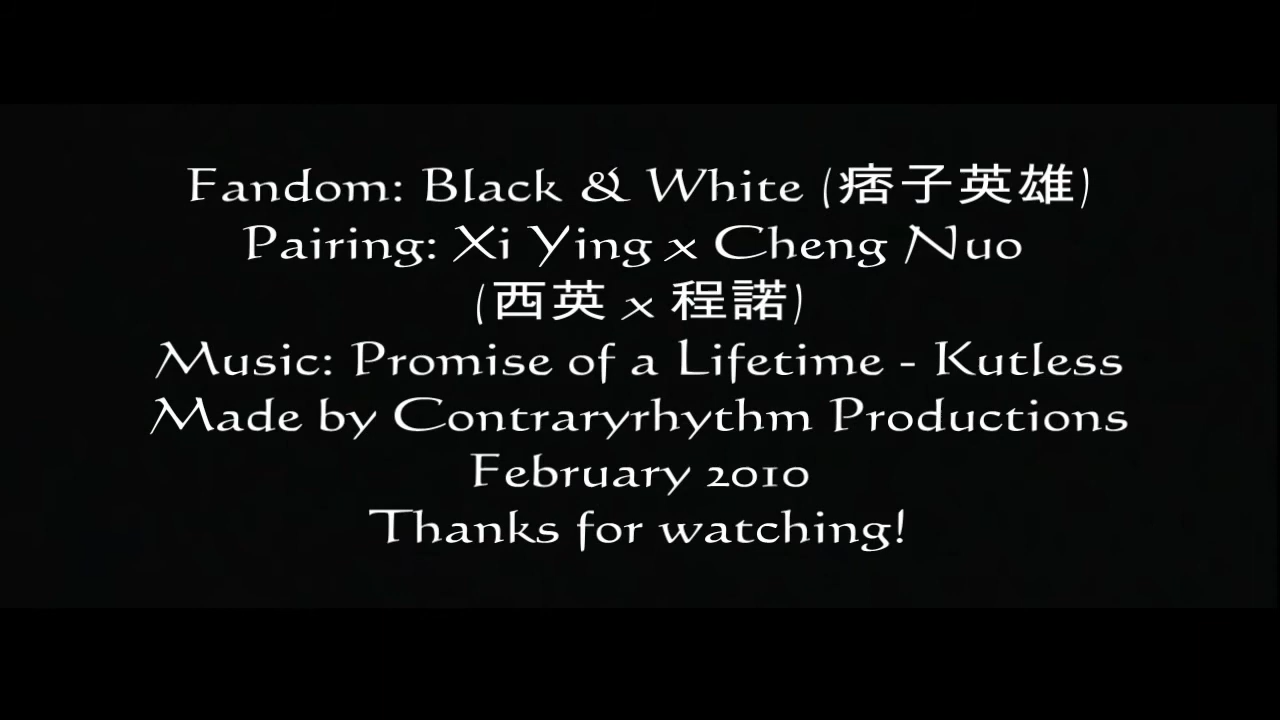 Fandom: Black & White (痞子英雄)
Pairing: Xi Ying x Cheng Nuo
(西英 x 程諾)
Music: Promise of a Lifetime - Kutless
Made by Contraryrhythm Productions
February 2010
Thanks for watching!